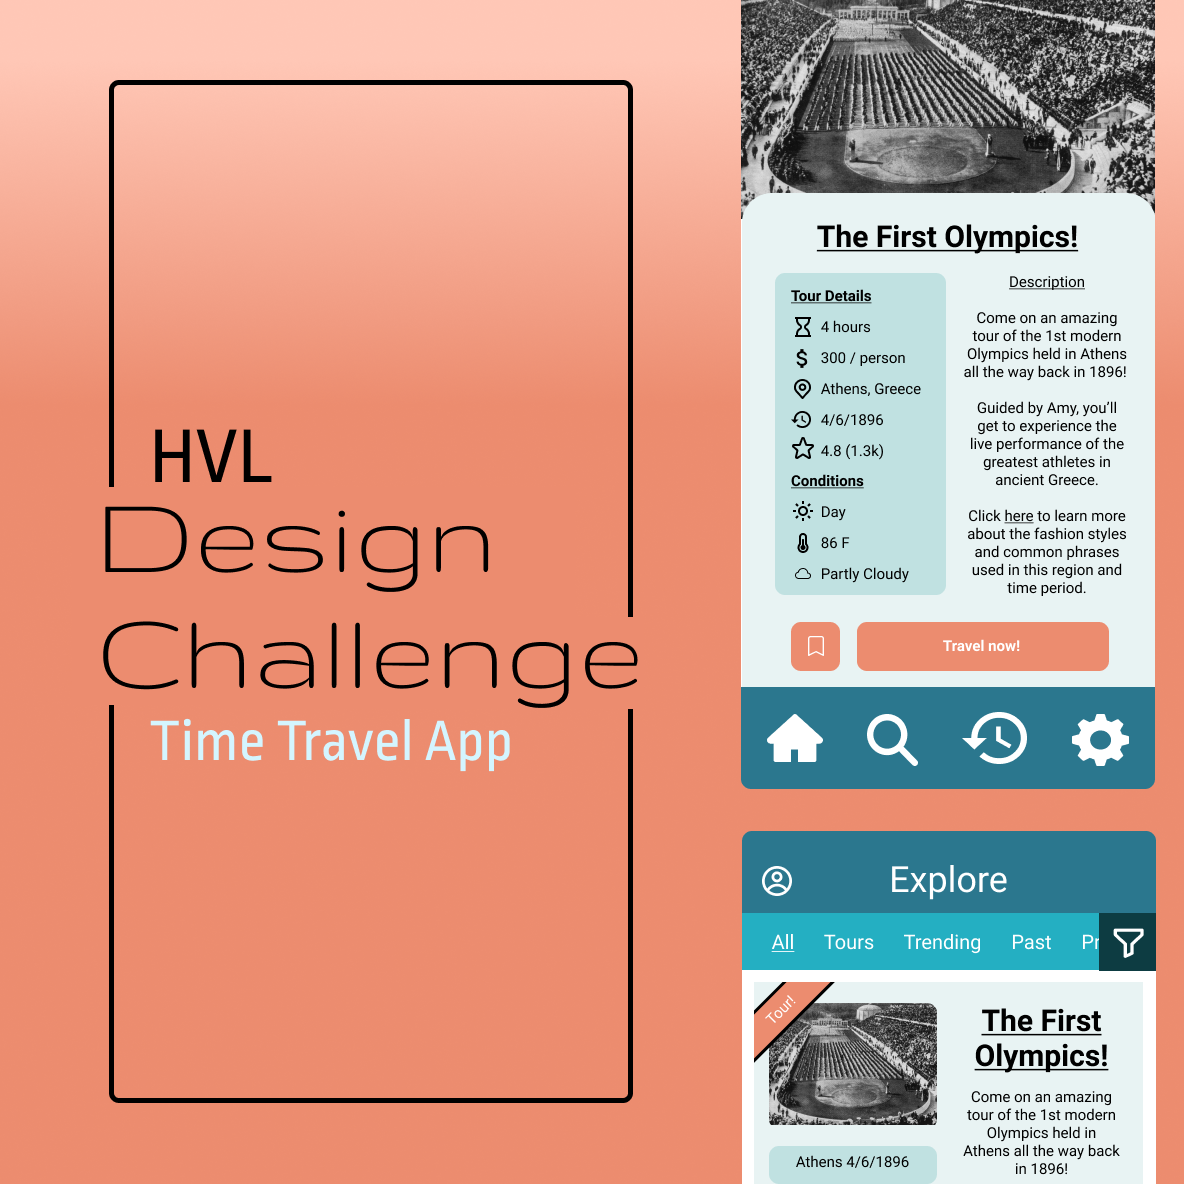 HVL
Design
Challenge
Time Travel App
The First Olympics!
Tour Details
4 hours
300 / person
Athens, Greece
4/6/1896
4.8 (1.3k)
Conditions
Day
86 F
Partly Cloudy
Description
Come on an amazing
tour of the 1st modern
Olympics held in Athens
all the way back in 1896!
Guided by Amy, you’ll
get to experience the
live performance of the
greatest athletes in
ancient Greece.
Click here to learn more
about the fashion styles
and common phrases
used in this region and
time period.
Travel now!
Explore
All Tours Trending Past Pr
Tour!
Athens 4/6/1896
The First
Olympics!
Come on an amazing
tour of the 1st modern
Olympics held in
Athens all the way back
in 1896!